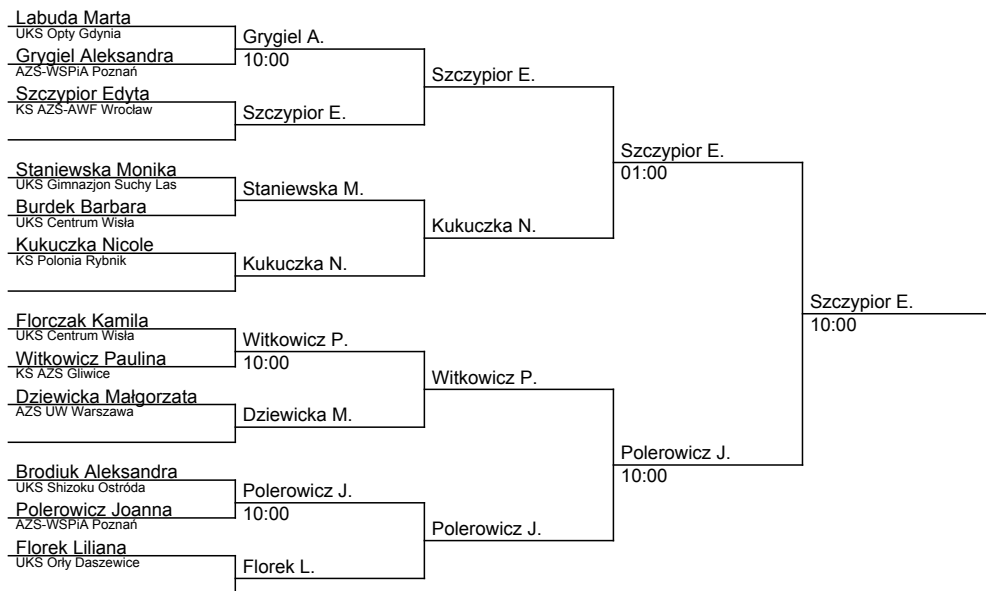 Labuda Marta
UKS Opty Gdynia
Grygiel A.
Grygiel Aleksandra
10:00
AZS-WSPiA Poznań
Szczypior E.
Szczypior Edyta
KS AZS-AWF Wrocław
Szczypior E.
Szczypior E.
Staniewska Monika
01:00
UKS Gimnazjon Suchy Las
Staniewska M.
Burdek Barbara
UKS Centrum Wisła
Kukuczka N.
Kukuczka Nicole
KS Polonia Rybnik
Kukuczka N.
Szczypior E.
Florczak Kamila
10:00
UKS Centrum Wisła
Witkowicz P.
Witkowicz Paulina
10:00
KS AZS Gliwice
Witkowicz P.
Dziewicka Małgorzata
AZS UW Warszawa
Dziewicka M.
Polerowicz J.
Brodiuk Aleksandra
10:00
UKS Shizoku Ostróda
Polerowicz J.
Polerowicz Joanna
10:00
AZS-WSPiA Poznań
Polerowicz J.
Florek Liliana
UKS Orły Daszewice
Florek L.